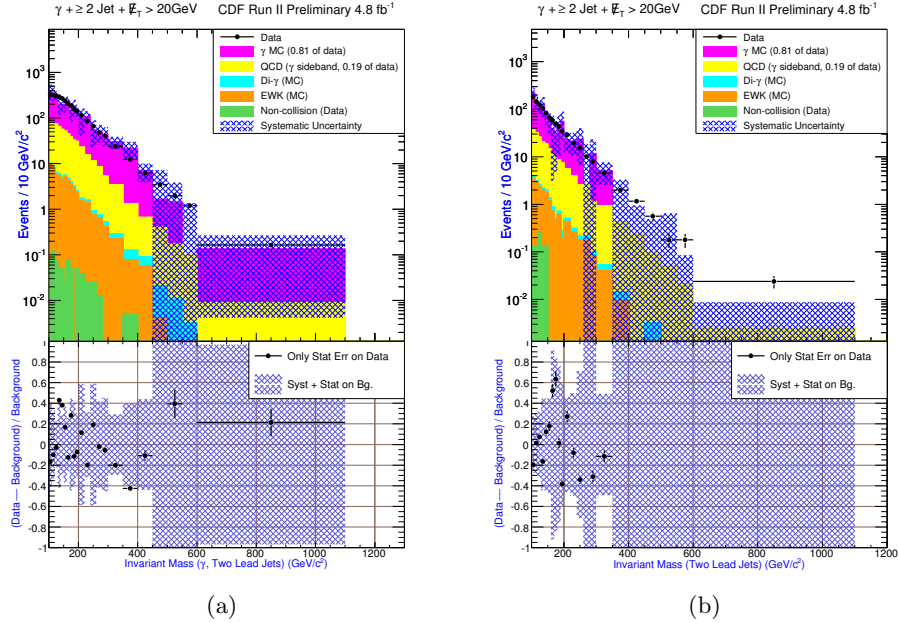 γ + ≥ 2 Jet + E̸_T > 20GeV CDF Run II Preliminary 4.8 fb⁻¹
Data
γ MC (0.81 of data)
QCD (γ sideband, 0.19 of data)
Di-γ (MC)
EWK (MC)
Non-collision (Data)
Systematic Uncertainty
Events / 10 GeV/c²
10³
10²
10
1
10⁻¹
10⁻²
Only Stat Err on Data
Syst + Stat on Bg.
(Data— Background) / Background
1
0.8
0.6
0.4
0.2
0
-0.2
-0.4
-0.6
-0.8
-1
200 400 600 800 1000 1200
Invariant Mass (γ, Two Lead Jets) (GeV/c²)
(a)
γ + ≥ 2 Jet + E̸_T > 20GeV CDF Run II Preliminary 4.8 fb⁻¹
Data
γ MC (0.81 of data)
QCD (γ sideband, 0.19 of data)
Di-γ (MC)
EWK (MC)
Non-collision (Data)
Systematic Uncertainty
Events / 10 GeV/c²
10³
10²
10
1
10⁻¹
10⁻²
Only Stat Err on Data
Syst + Stat on Bg.
(Data— Background) / Background
1
0.8
0.6
0.4
0.2
0
-0.2
-0.4
-0.6
-0.8
-1
200 400 600 800 1000 1200
Invariant Mass (Two Lead Jets) (GeV/c²)
(b)